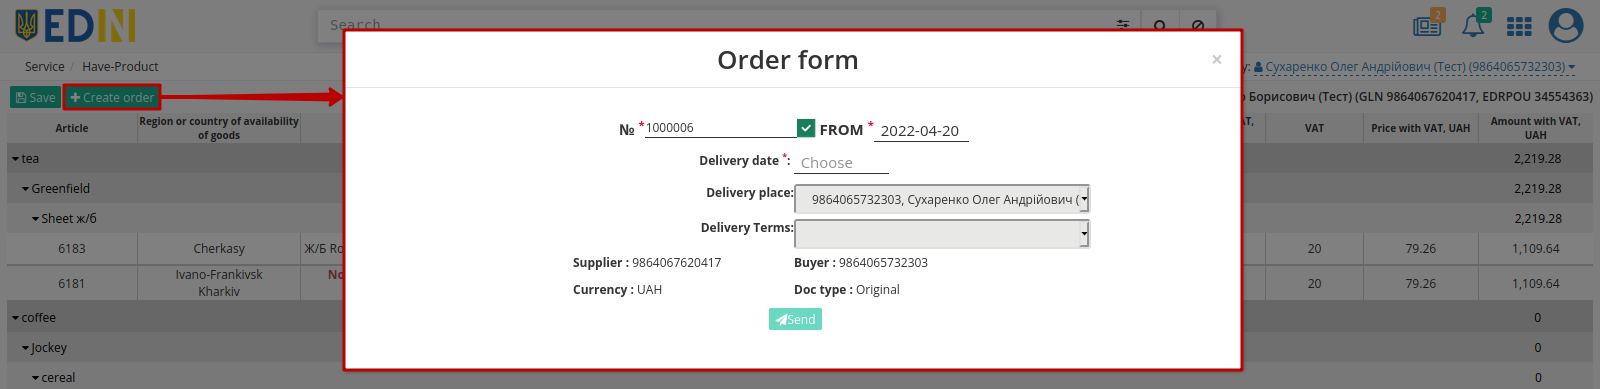 EDIN
Search
2
2
Service / Have-Product
Сухаренко Олег Андрійович (Тест) (9864065732303)
Save
Create order
Борисович (Тест) (GLN 9864067620417, EDRPOU 34554363)
Order form
×
№ *1000006 FROM * 2022-04-20
Delivery date *: Choose
Delivery place: 9864065732303, Сухаренко Олег Андрійович (
Delivery Terms:
Supplier : 9864067620417 Buyer : 9864065732303
Currency : UAH Doc type : Original
Send
Article
Region or country of availability
of goods
VAT
Price with VAT, UAH
Amount with VAT,
UAH
tea 2,219.28
Greenfield 2,219.28
Sheet ж/б 2,219.28
6183 Cherkasy Ж/Б 20 79.26 1,109.64
6181 Ivano-Frankivsk
Kharkiv 20 79.26 1,109.64
coffee 0
Jockey 0
cereal 0